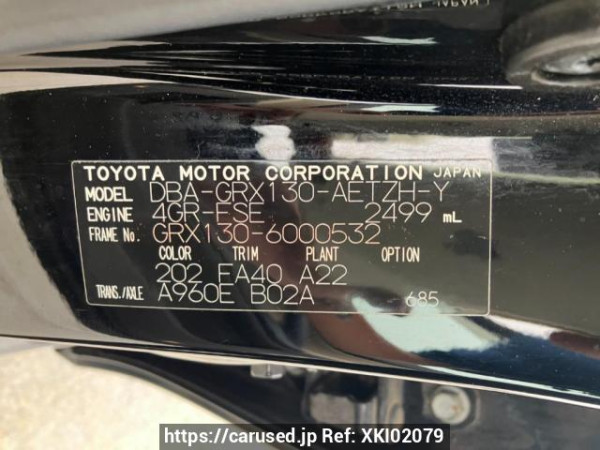 TOYOTA MOTOR CORPORATION JAPAN
MODEL DBA-GRX130-AETZH-Y
ENGINE 4GR-FSE 2499 mL
FRAME No. GRX130-6000532
COLOR TRIM PLANT OPTION
202 FA40 A22
TRANS./AXLE A960E B02A 685
https://carused.jp Ref: XKI02079